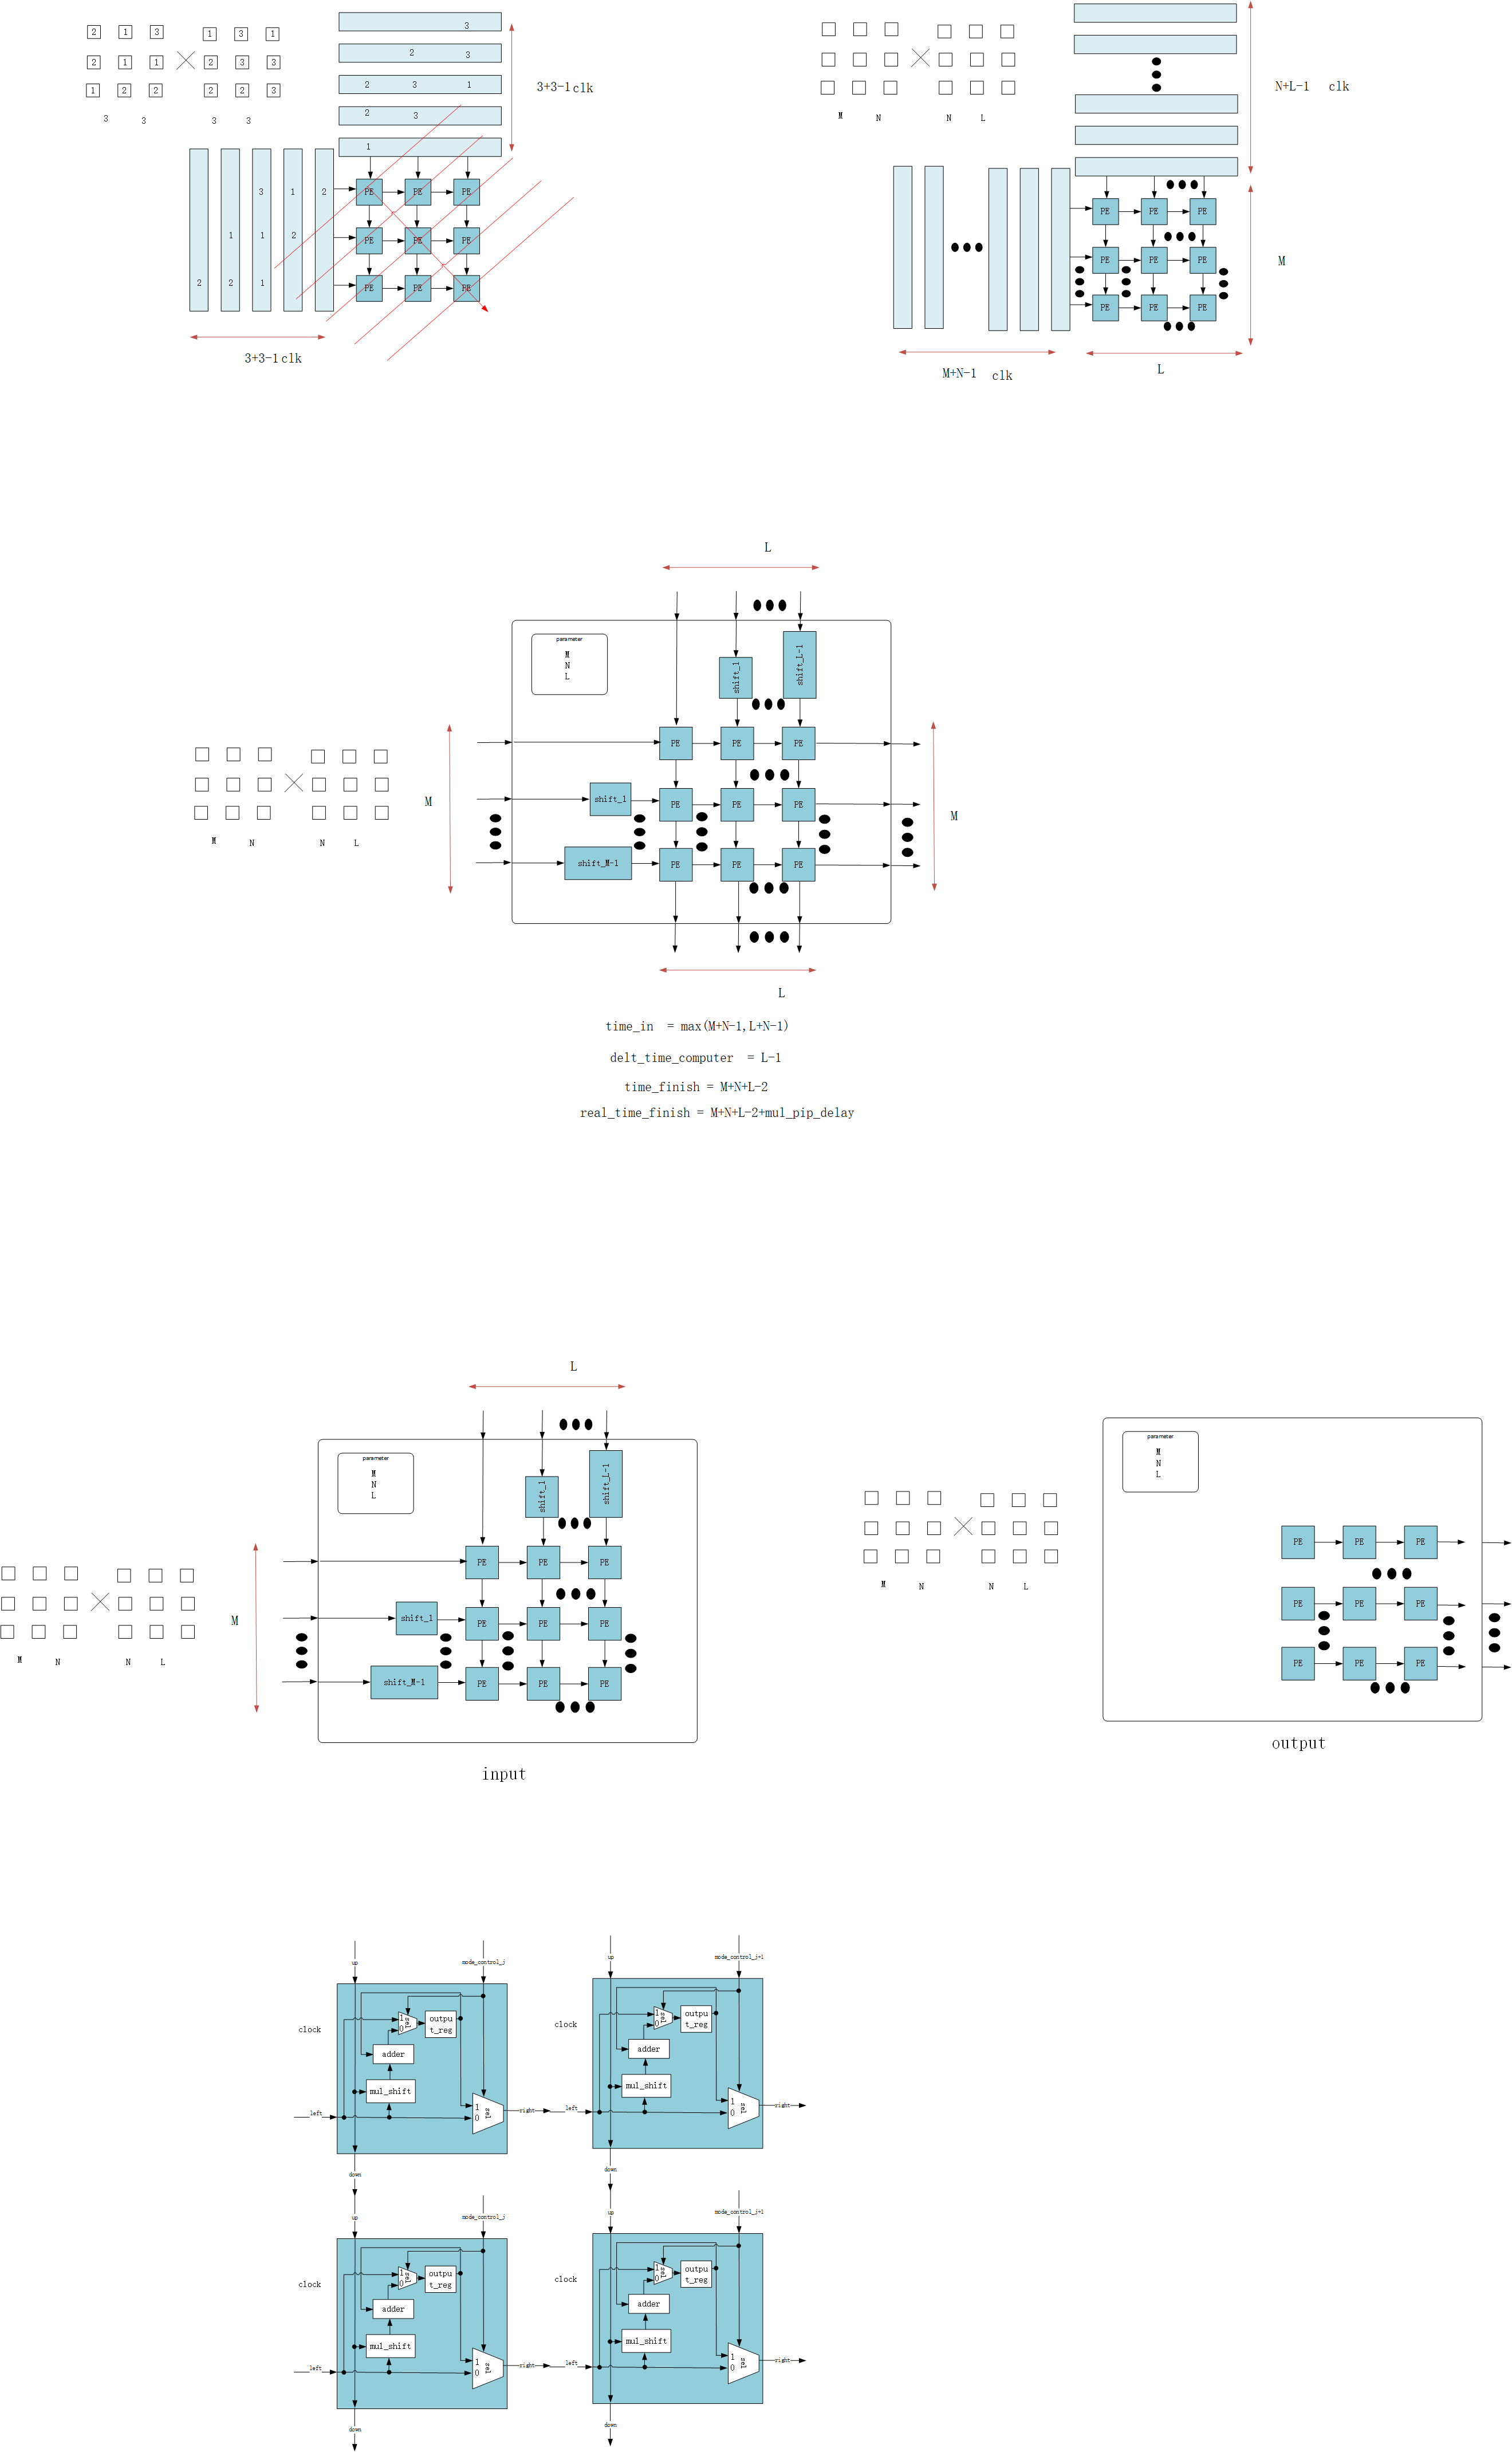 2 1 3 1 3 1
2 1 1 2 3 3
1 2 2 2 2 3
3 3 3 3
3
2 3
2 3 1
2 3
1
3+3-1 clk
3 1 2
1 1 2
2 2 1
PE PE PE
PE PE PE
PE PE PE
3+3-1 clk
M N N L
N+L-1 clk
PE PE PE
PE PE PE
PE PE PE
M
M+N-1 clk
L
L
parameter
M
N
L
shift_1
shift_L-1
PE PE PE
shift_1 PE PE PE
shift_M-1 PE PE PE
M
M
M N N L
L
time_in = max(M+N-1,L+N-1)
delt_time_computer = L-1
time_finish = M+N+L-2
real_time_finish = M+N+L-2+mul_pip_delay
L
parameter
M
N
L
shift_1
shift_L-1
PE PE PE
shift_1 PE PE PE
shift_M-1 PE PE PE
M
M N N L
input
parameter
M
N
L
M N N L
PE PE PE
PE PE PE
PE PE PE
output
up
mode_control_j
clock
1
0
sel
outpu
t_reg
adder
mul_shift
1
0
sel
left
right
down
up
mode_control_j+1
clock
1
0
sel
outpu
t_reg
adder
mul_shift
1
0
sel
left
right
down
up
mode_control_j
clock
1
0
sel
outpu
t_reg
adder
mul_shift
1
0
sel
left
right
down
up
mode_control_j+1
clock
1
0
sel
outpu
t_reg
adder
mul_shift
1
0
sel
left
right
down